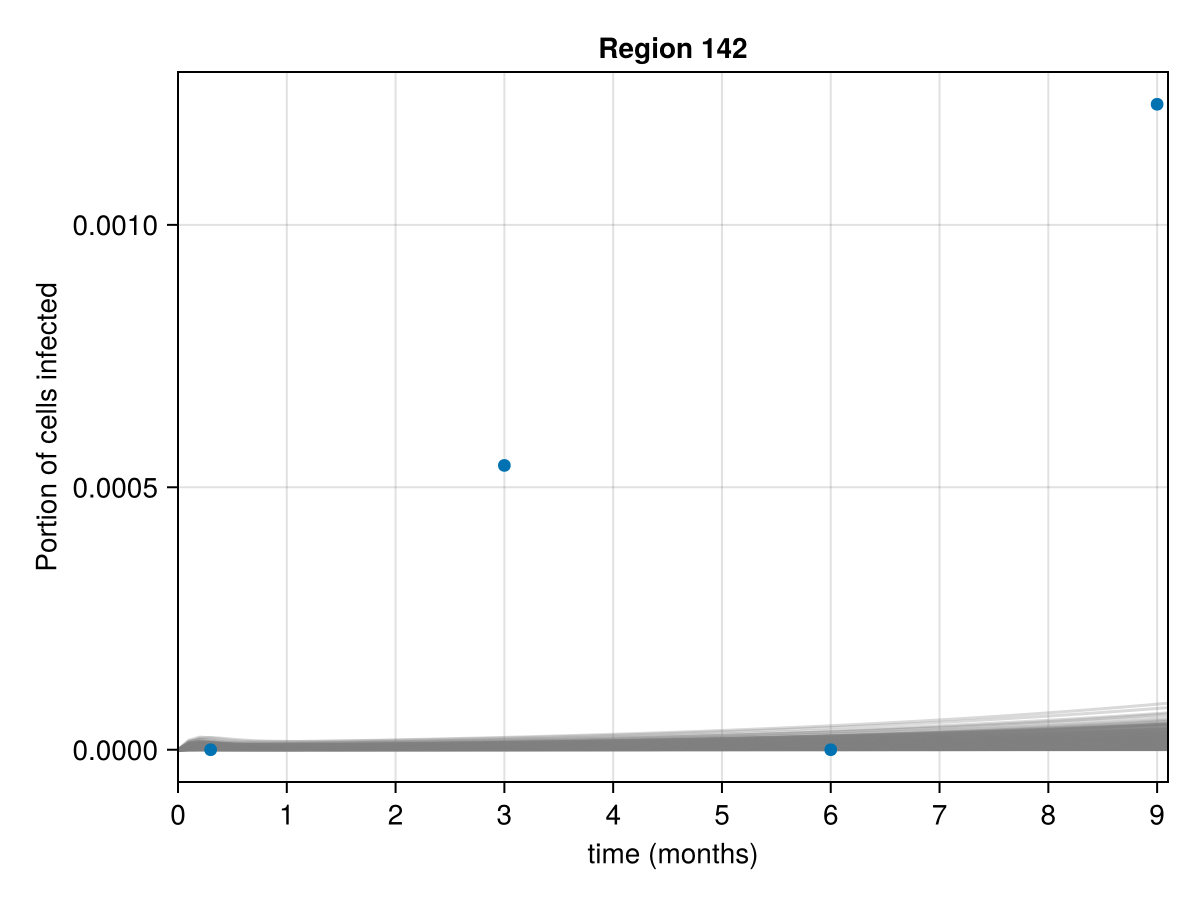 Region 142
Portion of cells infected
0.0010
0.0005
0.0000
0 1 2 3 4 5 6 7 8 9
time (months)